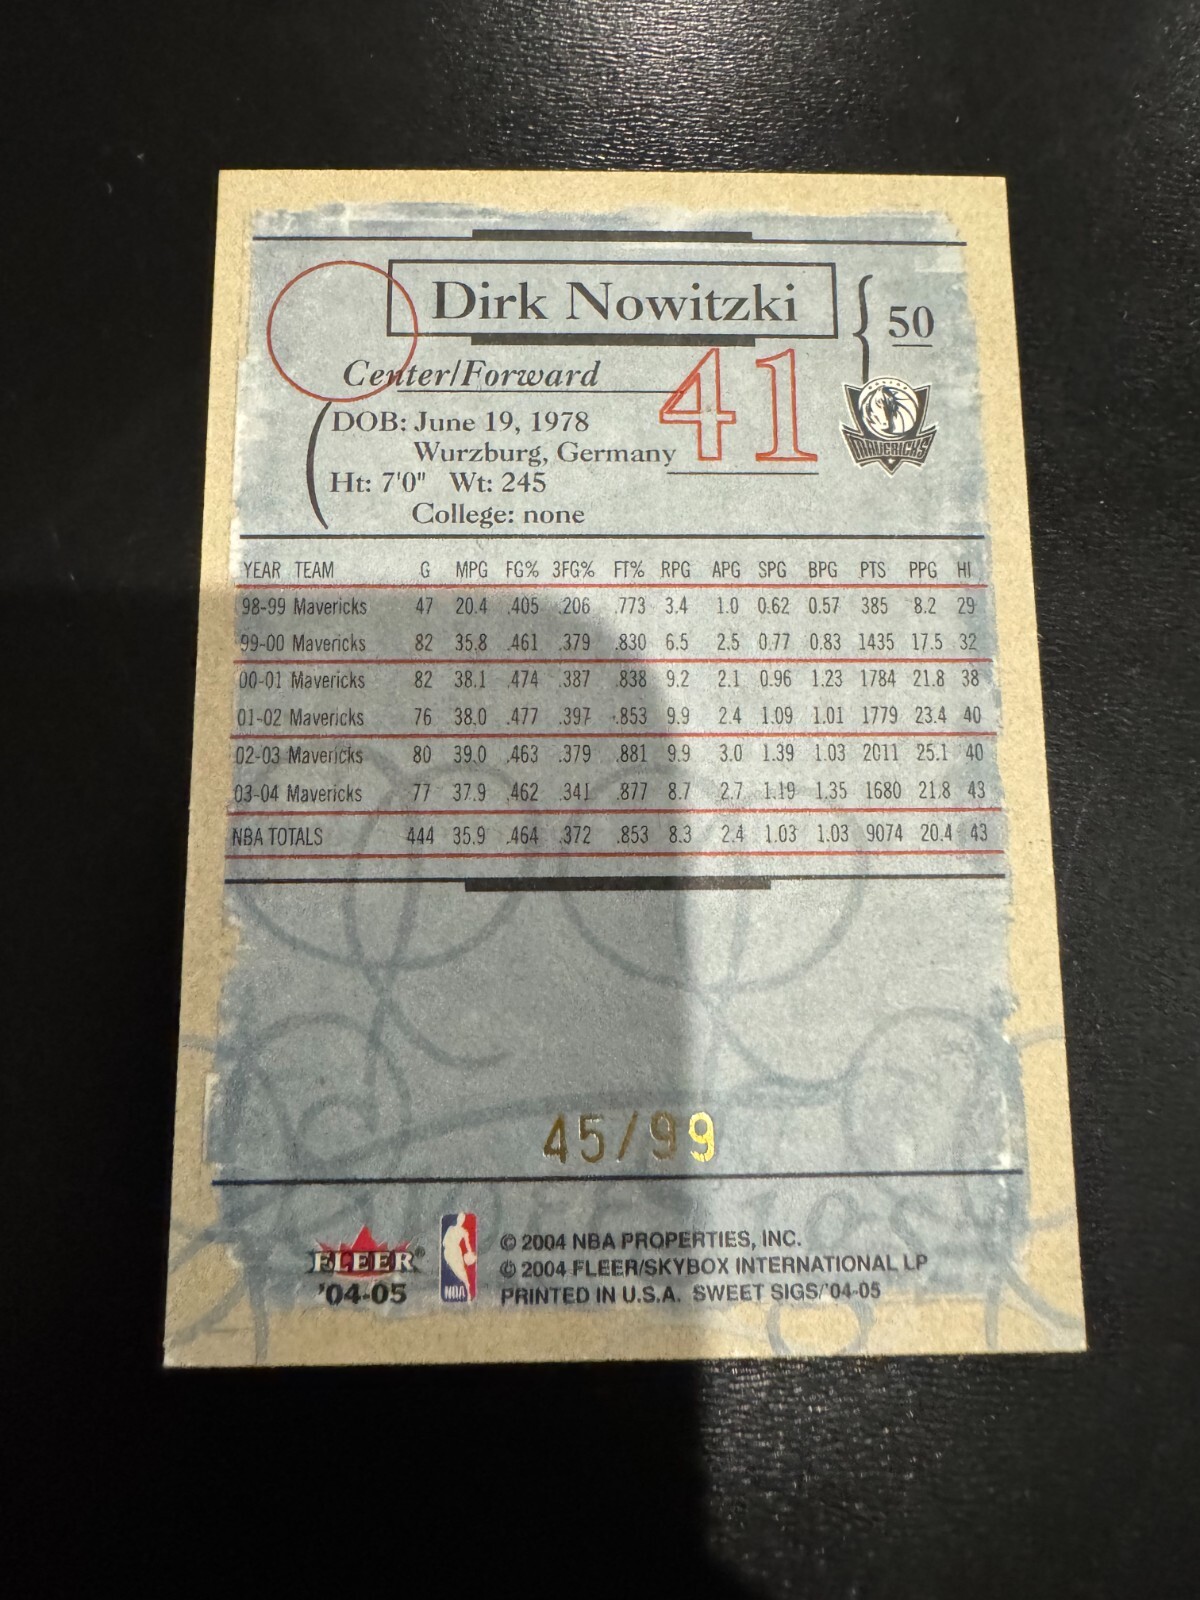 Dirk Nowitzki
50
Center/Forward
41
MAVERICKS
DOB: June 19, 1978
Wurzburg, Germany
Ht: 7'0" Wt: 245
College: none
YEAR TEAM G MPG FG% 3FG% FT% RPG APG SPG BPG PTS PPG HI
98-99 Mavericks 47 20.4 .405 .206 .773 3.4 1.0 0.62 0.57 385 8.2 29
99-00 Mavericks 82 35.8 .461 .379 .830 6.5 2.5 0.77 0.83 1435 17.5 32
00-01 Mavericks 82 38.1 .474 .387 .838 9.2 2.1 0.96 1.23 1784 21.8 38
01-02 Mavericks 76 38.0 .477 .397 .853 9.9 2.4 1.09 1.01 1779 23.4 40
02-03 Mavericks 80 39.0 .463 .379 .881 9.9 3.0 1.39 1.03 2011 25.1 40
03-04 Mavericks 77 37.9 .462 .341 .877 8.7 2.7 1.19 1.35 1680 21.8 43
NBA TOTALS 444 35.9 .464 .372 .853 8.3 2.4 1.03 1.03 9074 20.4 43
45/99
FLEER®
'04-05
NBA
© 2004 NBA PROPERTIES, INC.
© 2004 FLEER/SKYBOX INTERNATIONAL LP
PRINTED IN U.S.A. SWEET SIGS/'04-05